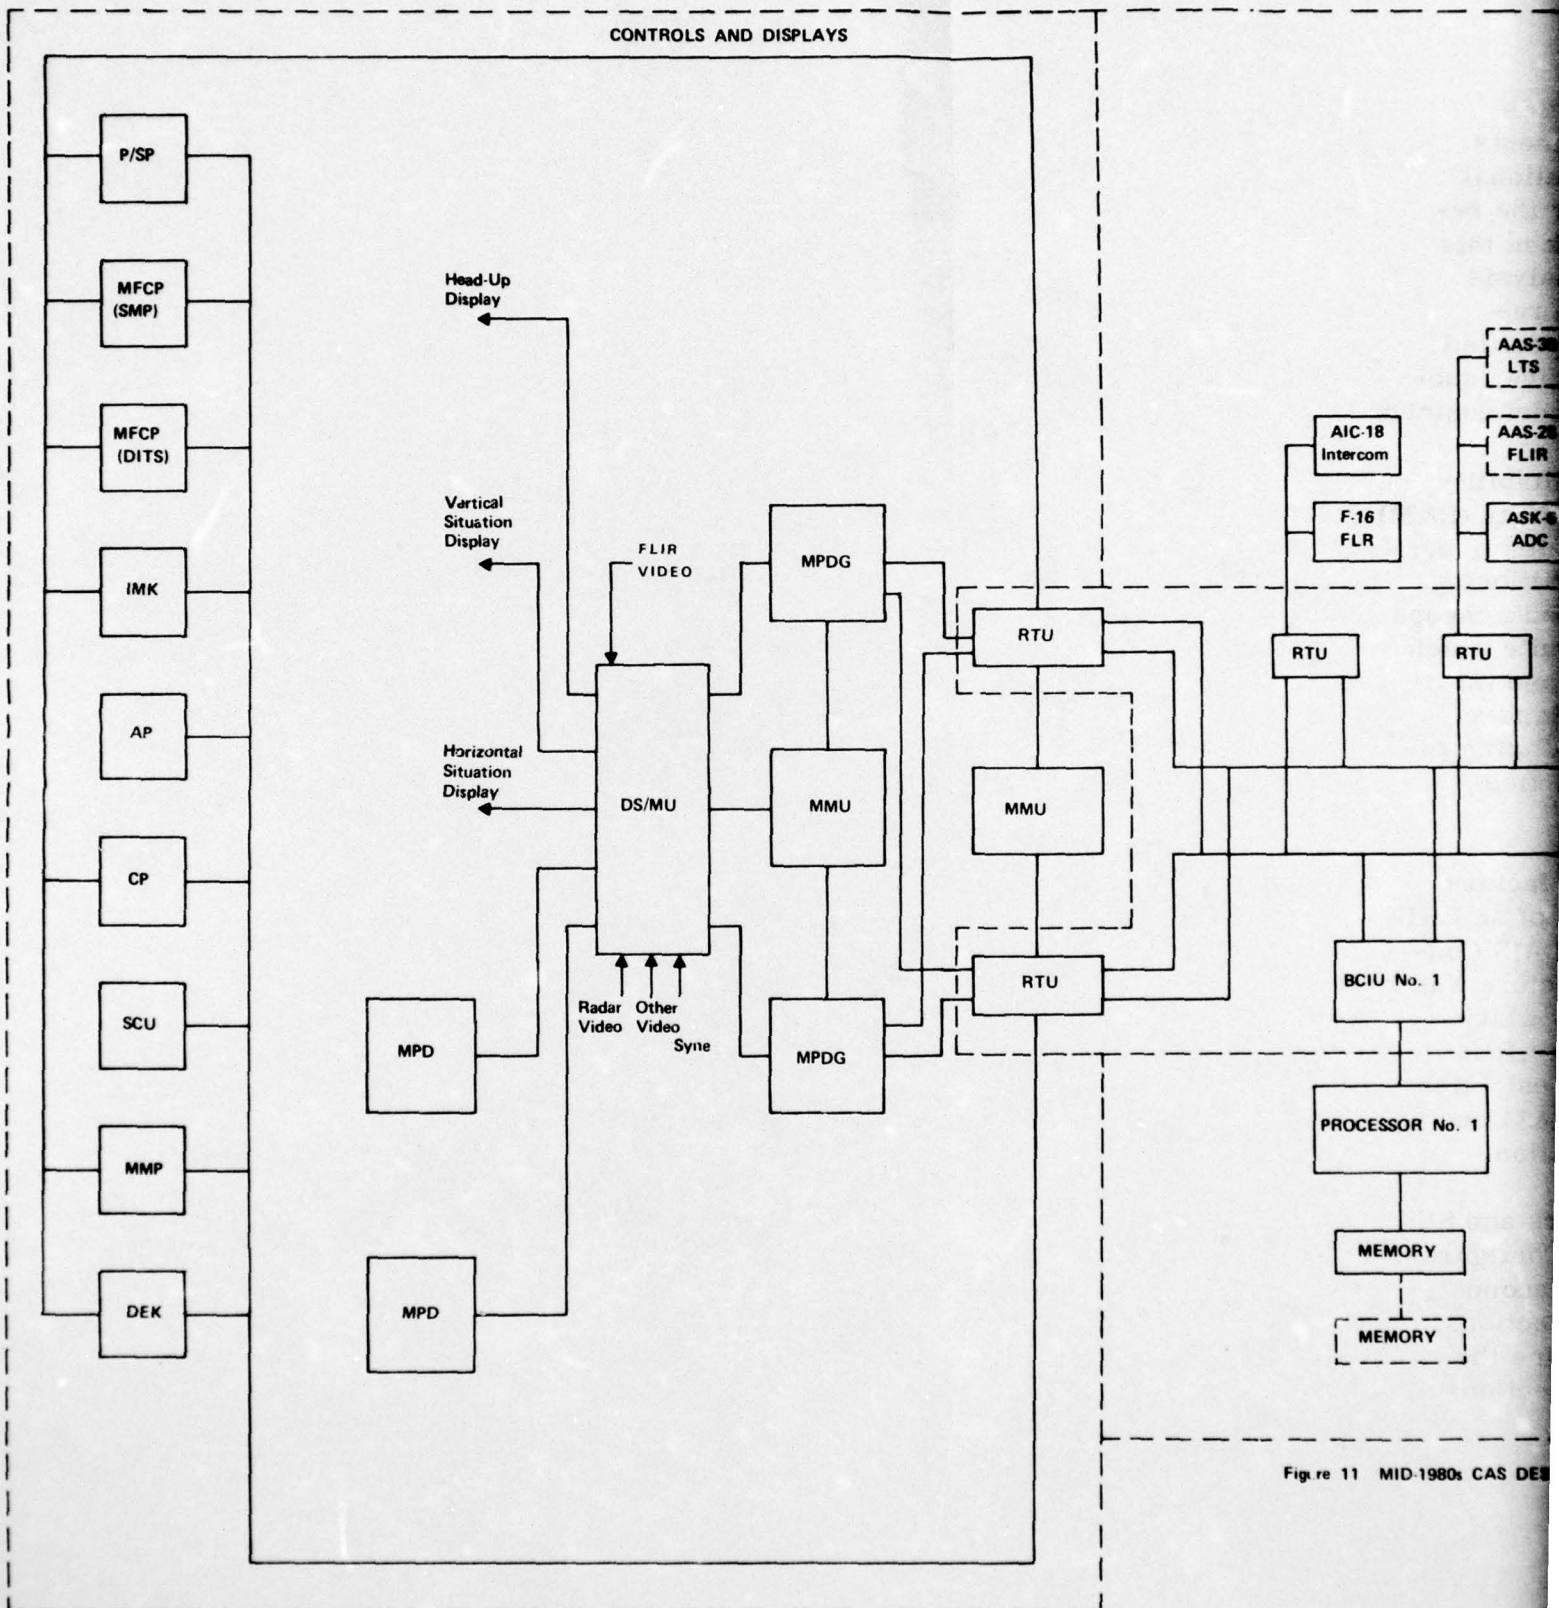 CONTROLS AND DISPLAYS
P/SP
MFCP
(SMP)
MFCP
(DITS)
IMK
AP
CP
SCU
MMP
DEK
Head-Up
Display
Vertical
Situation
Display
Horizontal
Situation
Display
FLIR
VIDEO
DS/MU
Radar
Video
Other
Video
Sync
MPD
MPD
MPDG
MMU
MPDG
RTU
MMU
RTU
AIC-18
Intercom
F-16
FLR
LTS
FLIR
ADC
RTU
RTU
BCIU No. 1
PROCESSOR No. 1
MEMORY
MEMORY
Figure 11 MID-1980s CAS